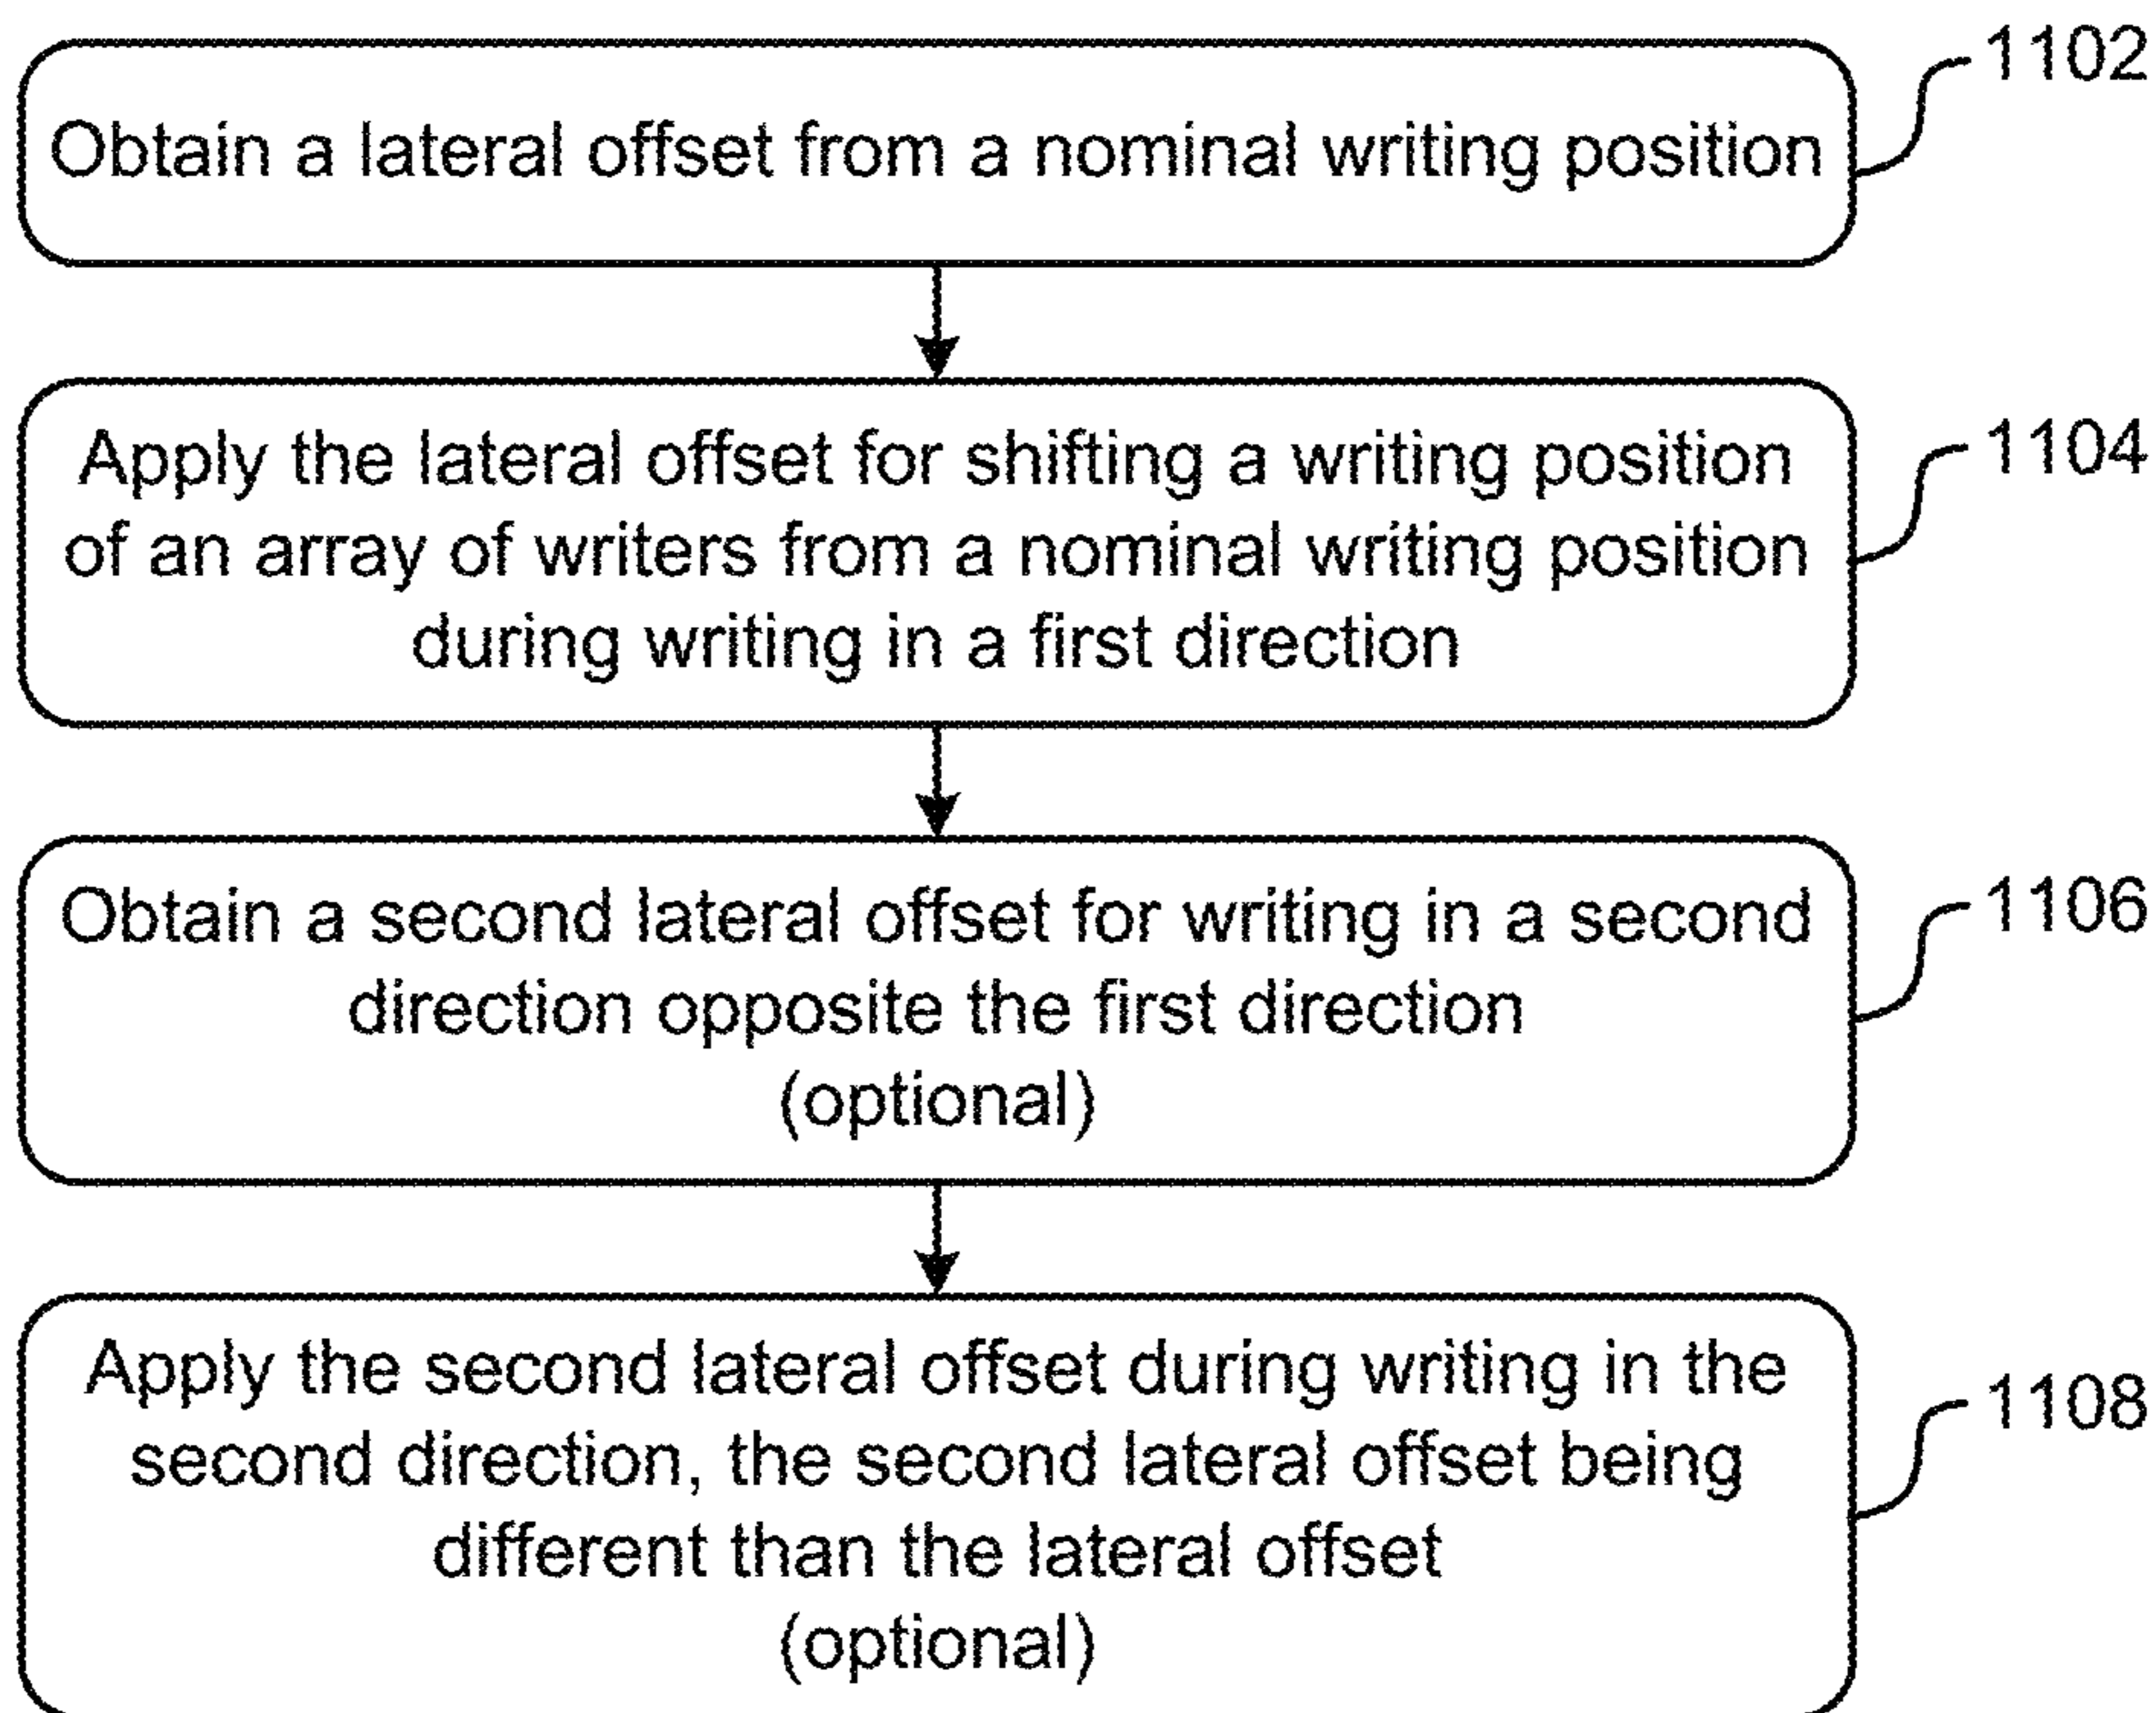 1102
Obtain a lateral offset from a nominal writing position
Apply the lateral offset for shifting a writing position
1104
of an array of writers from a nominal writing position
during writing in a first direction
Obtain a second lateral offset for writing in a second
1106
direction opposite the first direction
(optional)
Apply the second lateral offset during writing in the
1108
second direction, the second lateral offset being
different than the lateral offset
(optional)